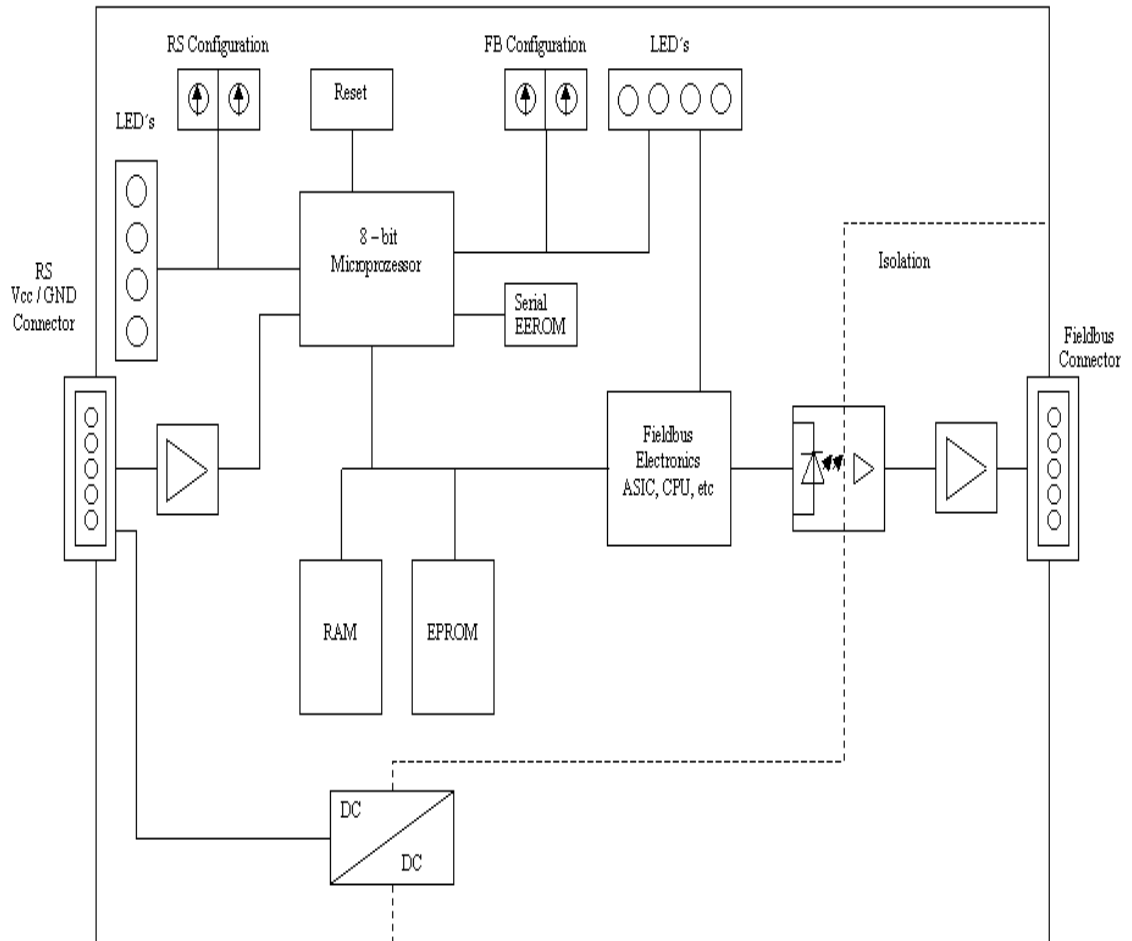 RS Configuration
FB Configuration
LED´s
Reset
LED´s
8 – bit
Microprozessor
Isolation
RS
Vcc / GND
Connector
Serial
EEROM
Fieldbus
Connector
Fieldbus
Electronics
ASIC, CPU, etc
RAM
EPROM
DC
DC